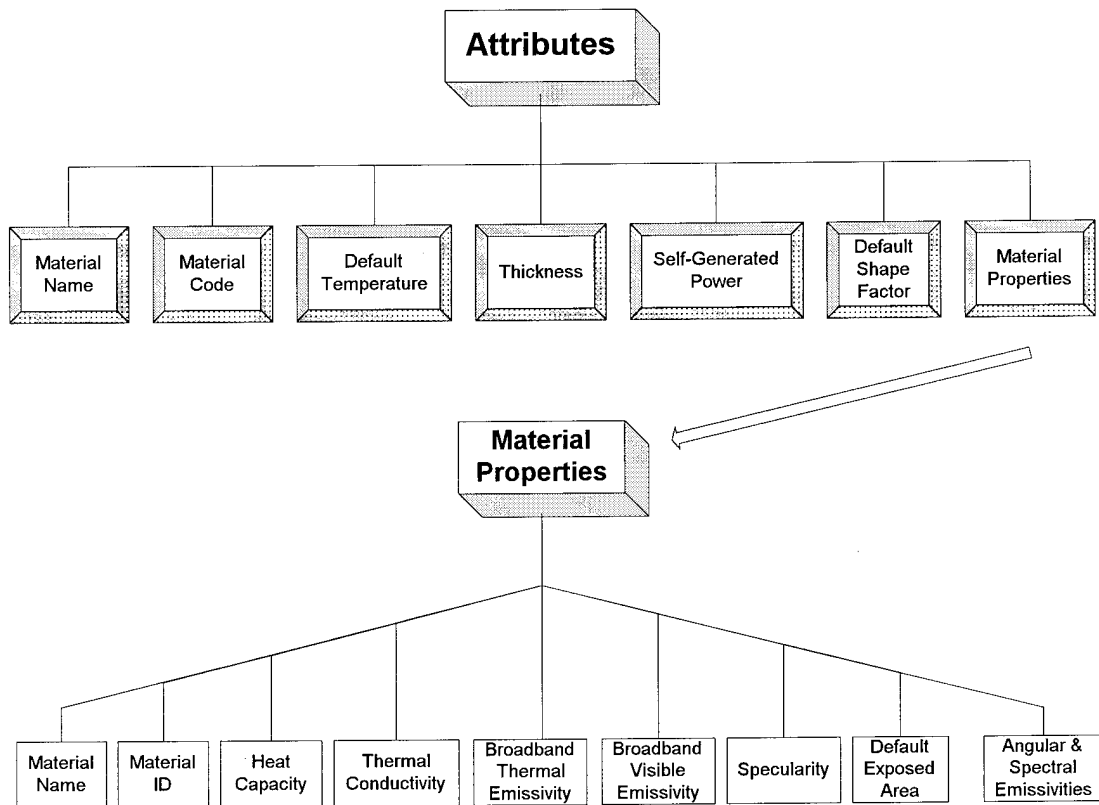 Attributes
Material
Name
Material
Code
Default
Temperature
Thickness
Self-Generated
Power
Default
Shape
Factor
Material
Properties
Material
Properties
Material
Name
Material
ID
Heat
Capacity
Thermal
Conductivity
Broadband
Thermal
Emissivity
Broadband
Visible
Emissivity
Specularity
Default
Exposed
Area
Angular &
Spectral
Emissivities